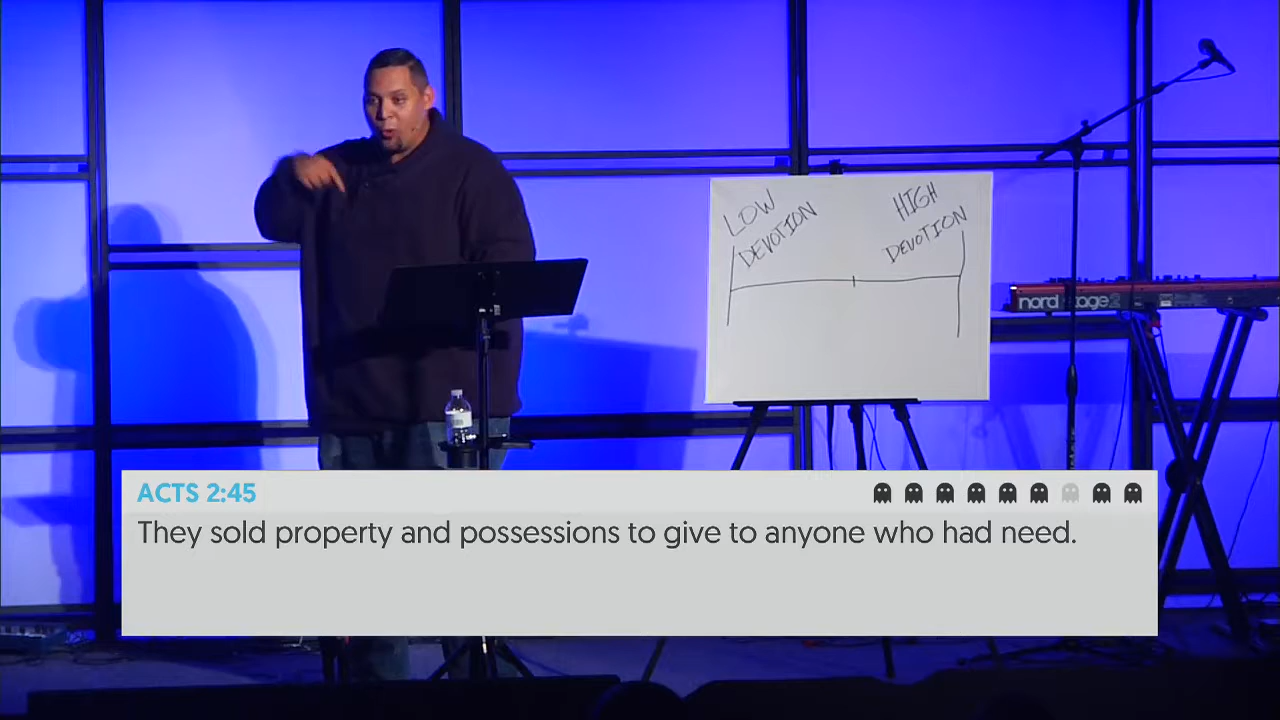 LOW
DEVOTION
HIGH
DEVOTION
nord stage 2
ACTS 2:45
They sold property and possessions to give to anyone who had need.